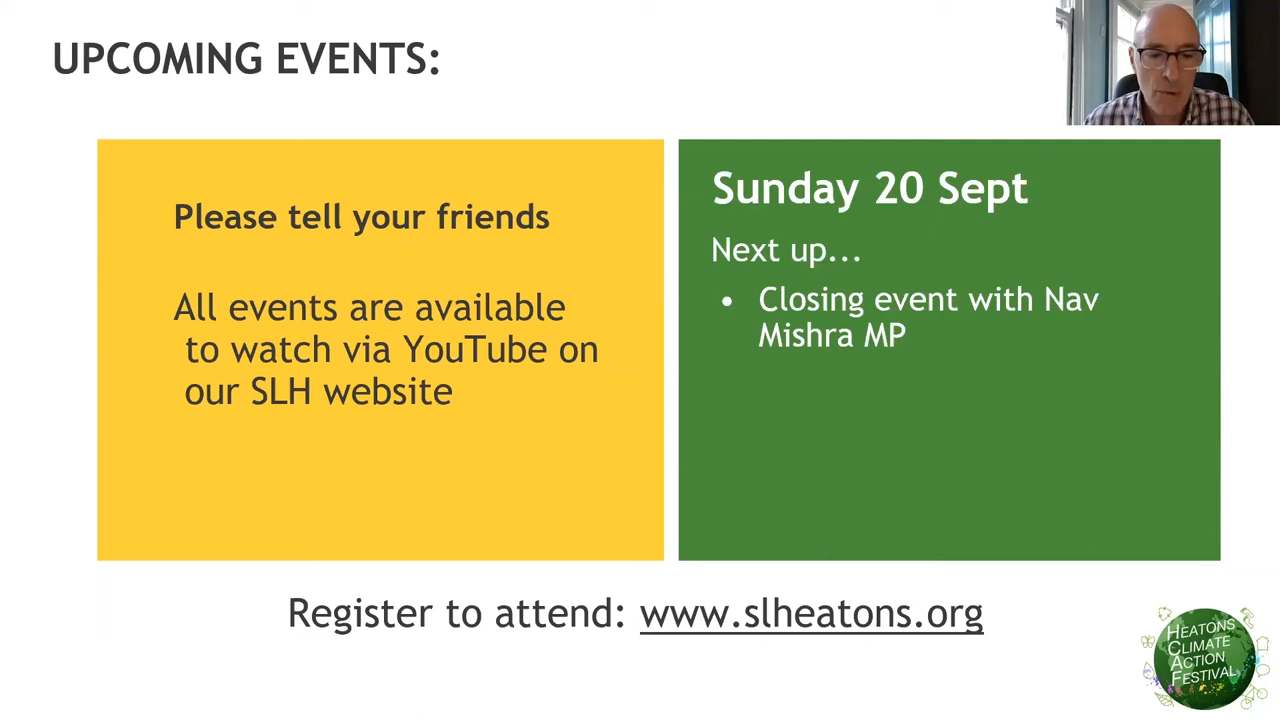 UPCOMING EVENTS:
Please tell your friends
All events are available
to watch via YouTube on
our SLH website
Sunday 20 Sept
Next up...
• Closing event with Nav
Mishra MP
Register to attend: www.slheatons.org
HEATONS
CLIMATE
ACTION
FESTIVAL